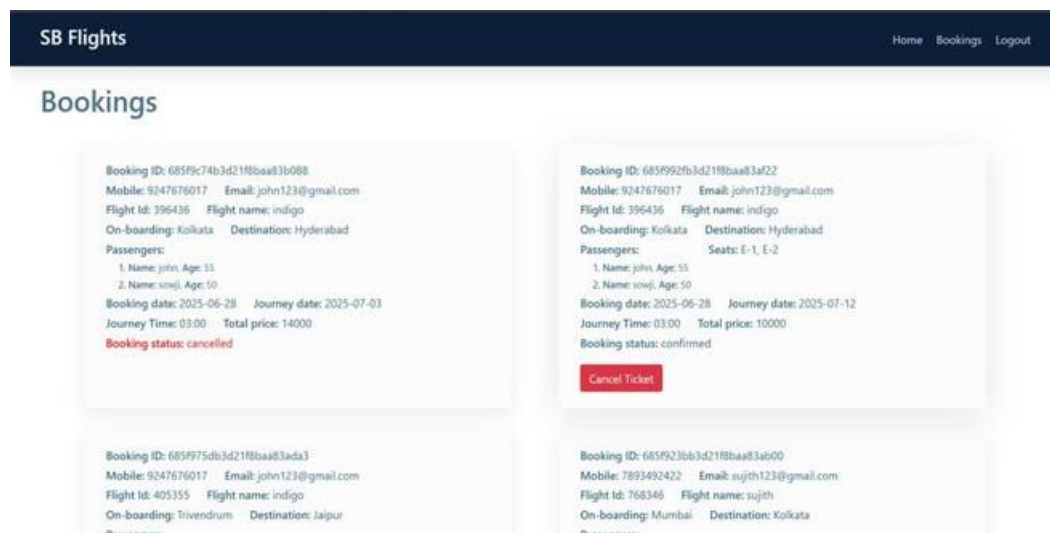 SB Flights
Home Bookings Logout
Bookings
Booking ID: 685f9c74b3d21f8baa83b088
Mobile: 9247676017 Email: john123@gmail.com
Flight Id: 396436 Flight name: indigo
On-boarding: Kolkata Destination: Hyderabad
Passengers:
1. Name: john, Age: 55
2. Name: sowji, Age: 50
Booking date: 2025-06-28 Journey date: 2025-07-03
Journey Time: 03:00 Total price: 14000
Booking status: cancelled
Booking ID: 685f992fb3d21f8baa83af22
Mobile: 9247676017 Email: john123@gmail.com
Flight Id: 396436 Flight name: indigo
On-boarding: Kolkata Destination: Hyderabad
Passengers: Seats: E-1, E-2
1. Name: john, Age: 55
2. Name: sowji, Age: 50
Booking date: 2025-06-28 Journey date: 2025-07-12
Journey Time: 03:00 Total price: 10000
Booking status: confirmed
Cancel Ticket
Booking ID: 685f975db3d21f8baa83ada3
Mobile: 9247676017 Email: john123@gmail.com
Flight Id: 405355 Flight name: indigo
On-boarding: Trivendrum Destination: Jaipur
Booking ID: 685f923bb3d21f8baa83ab00
Mobile: 7893492422 Email: sujith123@gmail.com
Flight Id: 768346 Flight name: sujith
On-boarding: Mumbai Destination: Kolkata